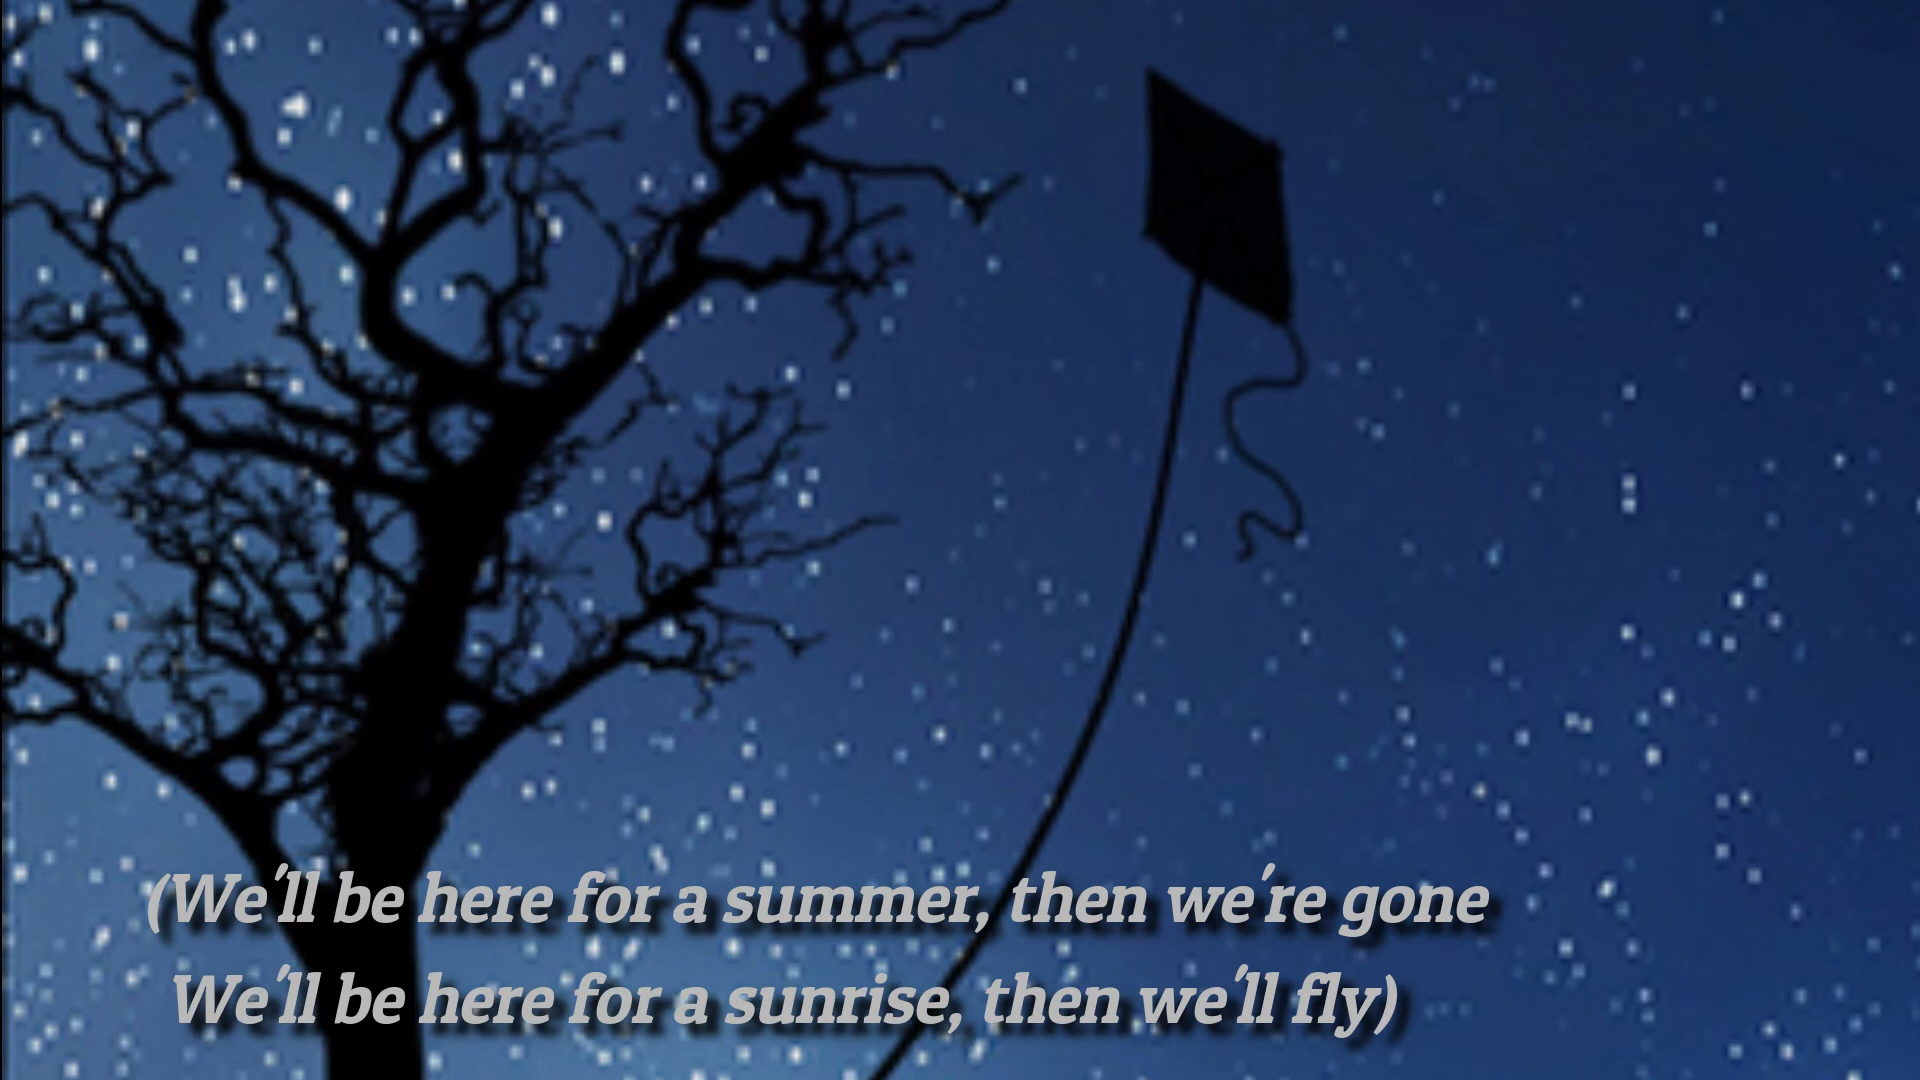 (We'll be here for a summer, then we're gone
We'll be here for a sunrise, then we'll fly)